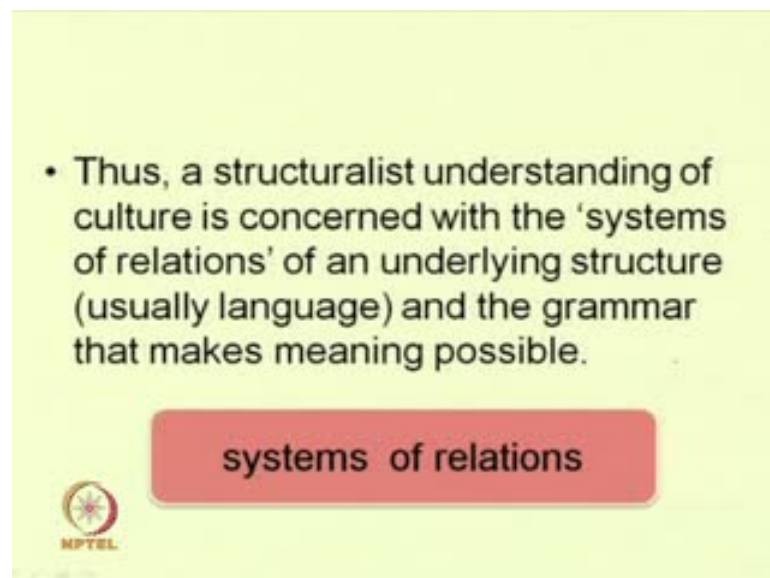 • Thus, a structuralist understanding of
culture is concerned with the ‘systems
of relations’ of an underlying structure
(usually language) and the grammar
that makes meaning possible.
systems of relations
NPTEL